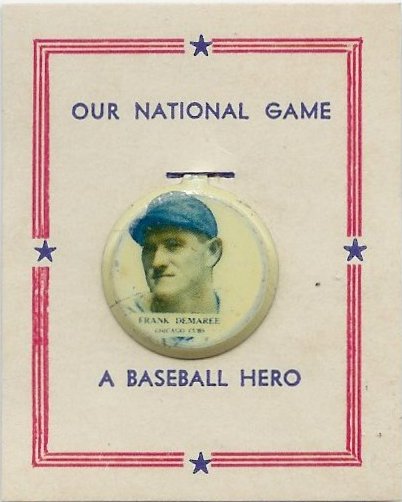 OUR NATIONAL GAME
FRANK DEMAREE
CHICAGO CUBS
A BASEBALL HERO